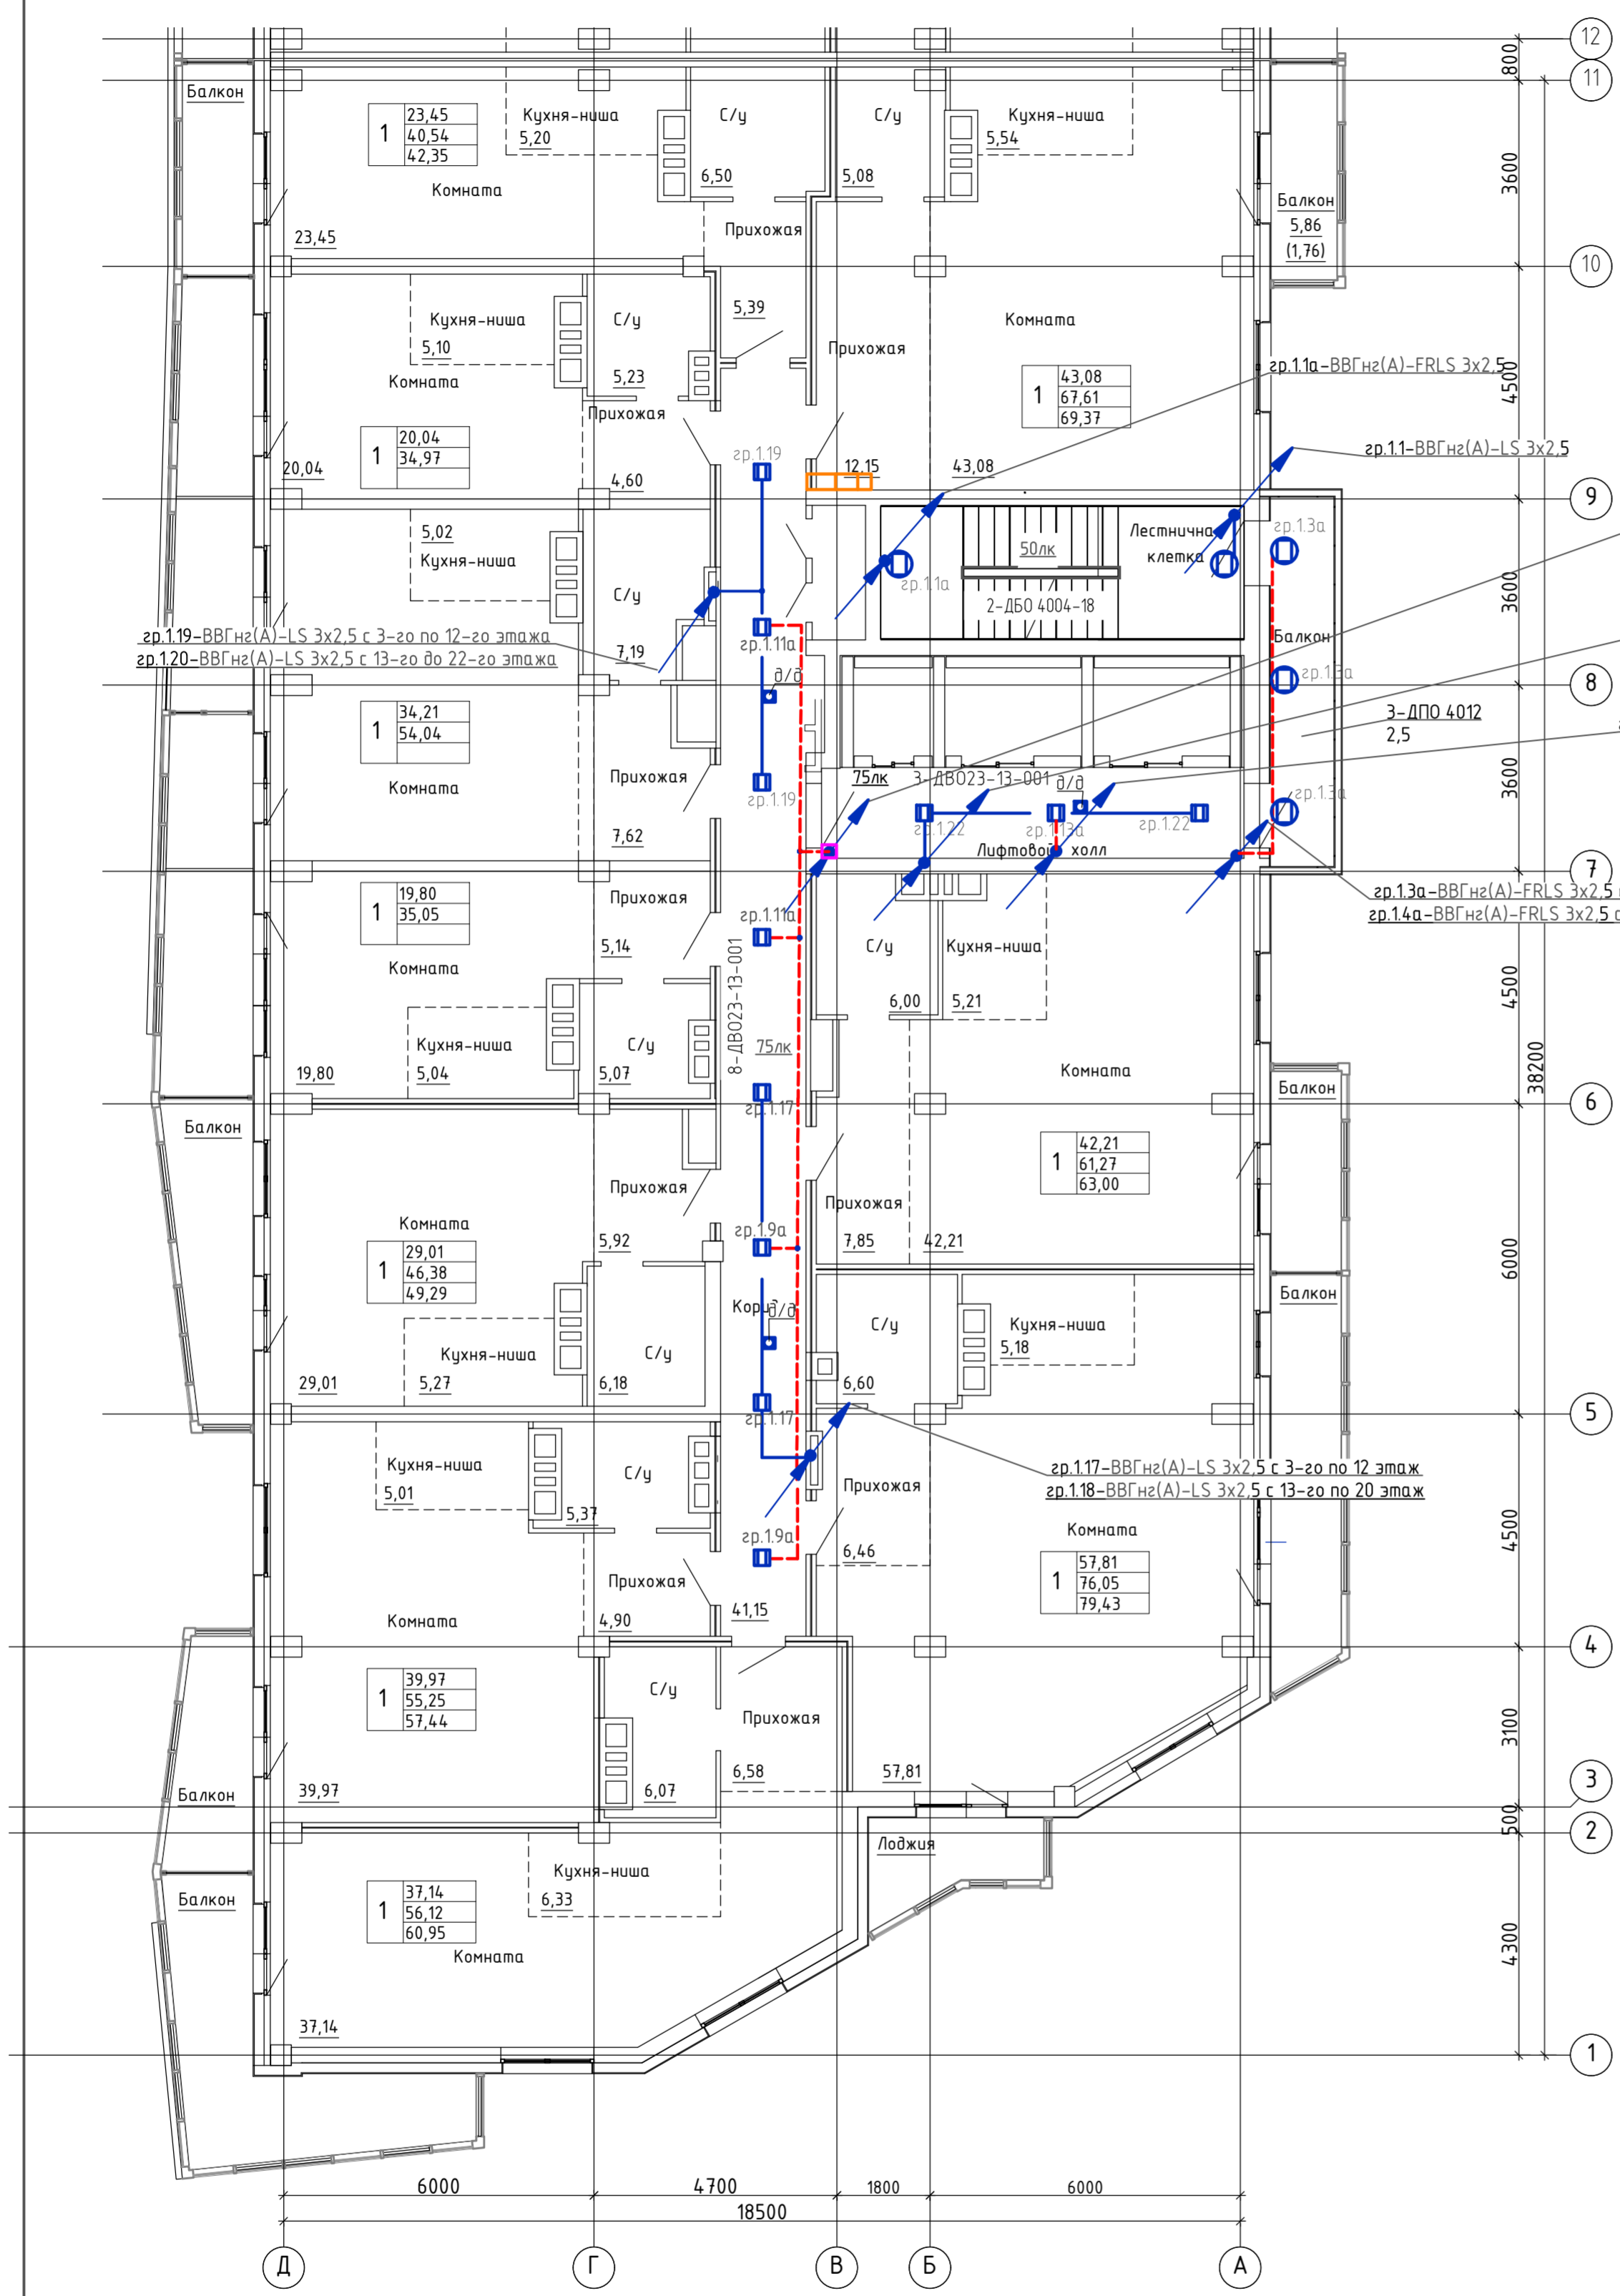 12
800
11
Балкон
1
23,45
40,54
42,35
Кухня-ниша
5,20
С/у
С/у
Кухня-ниша
5,54
3600
Комната
6,50
5,08
Балкон
5,86
(1,76)
Прихожая
23,45
10
Кухня-ниша
5,10
С/у
5,39
Комната
Прихожая
Комната
5,23
гр.1.1а-ВВГнг(А)-FRLS 3х2,5
4500
1
43,08
67,61
69,37
Прихожая
1
20,04
34,97
гр.1.19
гр.1.1-ВВГнг(А)-LS 3х2,5
20,04
4,60
12,15
43,08
9
5,02
Кухня-ниша
Лестнична
клетка
гр.1.3а
50лк
гр.1.1а
С/у
2-ДБО 4004-18
3600
гр.1.19-ВВГнг(А)-LS 3х2,5 с 3-го по 12-го этажа
гр.1.20-ВВГнг(А)-LS 3х2,5 с 13-го до 22-го этажа
гр.1.11а
7,19
Балкон
д/д
гр.1.3а
8
1
34,21
54,04
3-ДПО 4012
2,5
Прихожая
Комната
гр.1.19
75лк
3-ДВО23-13-001
д/д
гр.1.3а
3600
гр.1.22
гр.1.13а
гр.1.22
7,62
Лифтовой холл
7
1
19,80
35,05
Прихожая
гр.1.3а-ВВГнг(А)-FRLS 3х2,5
гр.1.4а-ВВГнг(А)-FRLS 3х2,5 с
гр.1.11а
5,14
С/у
Кухня-ниша
Комната
8-ДВО23-13-001
6,00
5,21
4500
Кухня-ниша
С/у
75лк
38200
19,80
5,04
5,07
Комната
Балкон
гр.1.17
6
Балкон
1
42,21
61,27
63,00
Прихожая
Прихожая
Комната
гр.1.9а
5,92
7,85
42,21
1
29,01
46,38
49,29
6000
Балкон
д/д
С/у
Кухня-ниша
5,18
Кухня-ниша
С/у
29,01
5,27
6,18
6,60
5
гр.1.17
Кухня-ниша
5,01
С/у
гр.1.17-ВВГнг(А)-LS 3х2,5 с 3-го по 12 этаж
гр.1.18-ВВГнг(А)-LS 3х2,5 с 13-го по 20 этаж
Прихожая
5,37
4500
гр.1.9а
Комната
6,46
1
57,81
76,05
79,43
Прихожая
41,15
Комната
4,90
4
1
39,97
55,25
57,44
С/у
Прихожая
3100
6,58
57,81
39,97
6,07
Балкон
3
500
2
Лоджия
Кухня-ниша
6,33
Балкон
1
37,14
56,12
60,95
Комната
4300
37,14
1
6000
4700
1800
6000
18500
Д
Г
В
Б
А